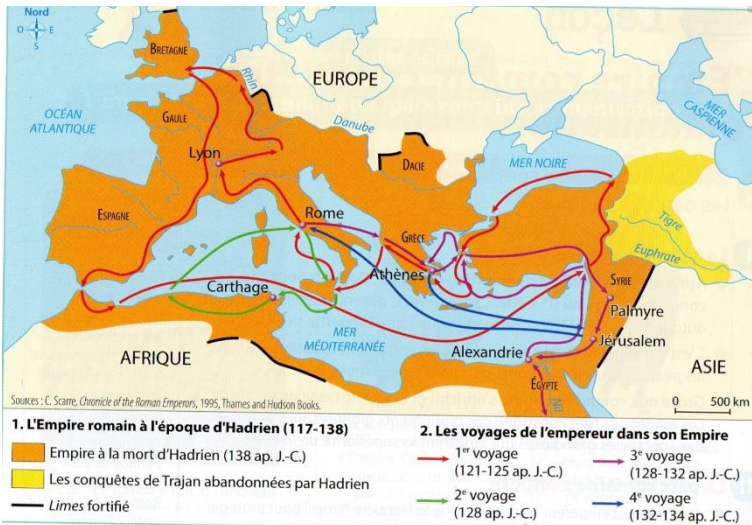 Nord
O E
S
BRETAGNE
Rhin
EUROPE
OCÉAN
ATLANTIQUE
GAULE
Danube
MER
CASPIENNE
Lyon
DACIE
MER NOIRE
ESPAGNE
Rome
GRÈCE
Tigre
Euphrate
Athènes
SYRIE
Carthage
Palmyre
MER
MÉDITERRANÉE
Jérusalem
Alexandrie
AFRIQUE
ASIE
ÉGYPTE
Nil
0 500 km
Sources : C. Scarre, Chronicle of the Roman Emperors, 1995, Thames and Hudson Books.
1. L'Empire romain à l'époque d'Hadrien (117-138)
Empire à la mort d'Hadrien (138 ap. J.-C.)
Les conquêtes de Trajan abandonnées par Hadrien
Limes fortifié
2. Les voyages de l'empereur dans son Empire
1er voyage
(121-125 ap. J.-C.)
2e voyage
(128 ap. J.-C.)
3e voyage
(128-132 ap. J.-C.)
4e voyage
(132-134 ap. J.-C.)